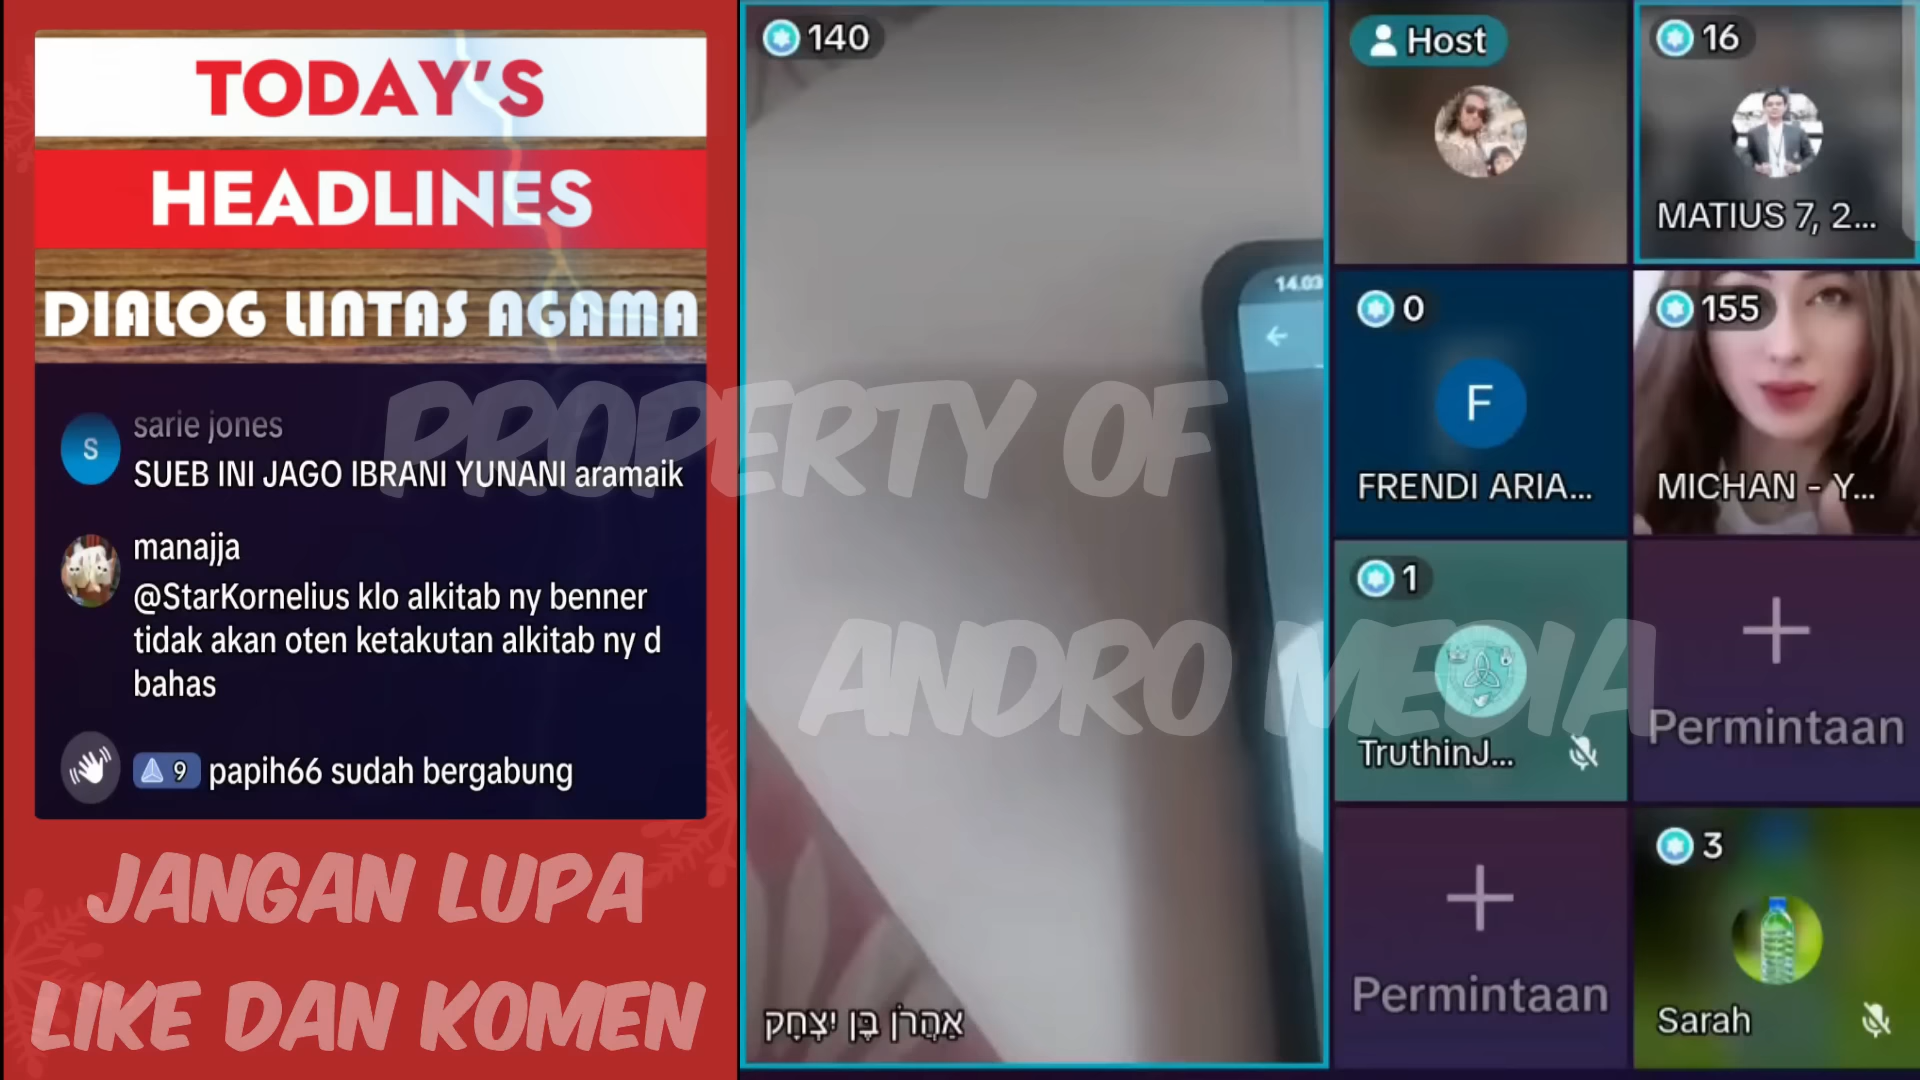 TODAY'S
HEADLINES
DIALOG LINTAS AGAMA
S
sarie jones
SUEB INI JAGO IBRANI YUNANI aramaik
manajja
@StarKornelius klo alkitab ny benner
tidak akan oten ketakutan alkitab ny d
bahas
9 papih66 sudah bergabung
JANGAN LUPA
LIKE DAN KOMEN
PROPERTY OF
ANDRO MEDIA
140
14.03
אַהֲרֹן בֶּן יִצְחָק
Host
16
MATIUS 7, 2...
0
F
FRENDI ARIA...
155
MICHAN - Y...
1
TruthinJ...
Permintaan
Permintaan
3
Sarah